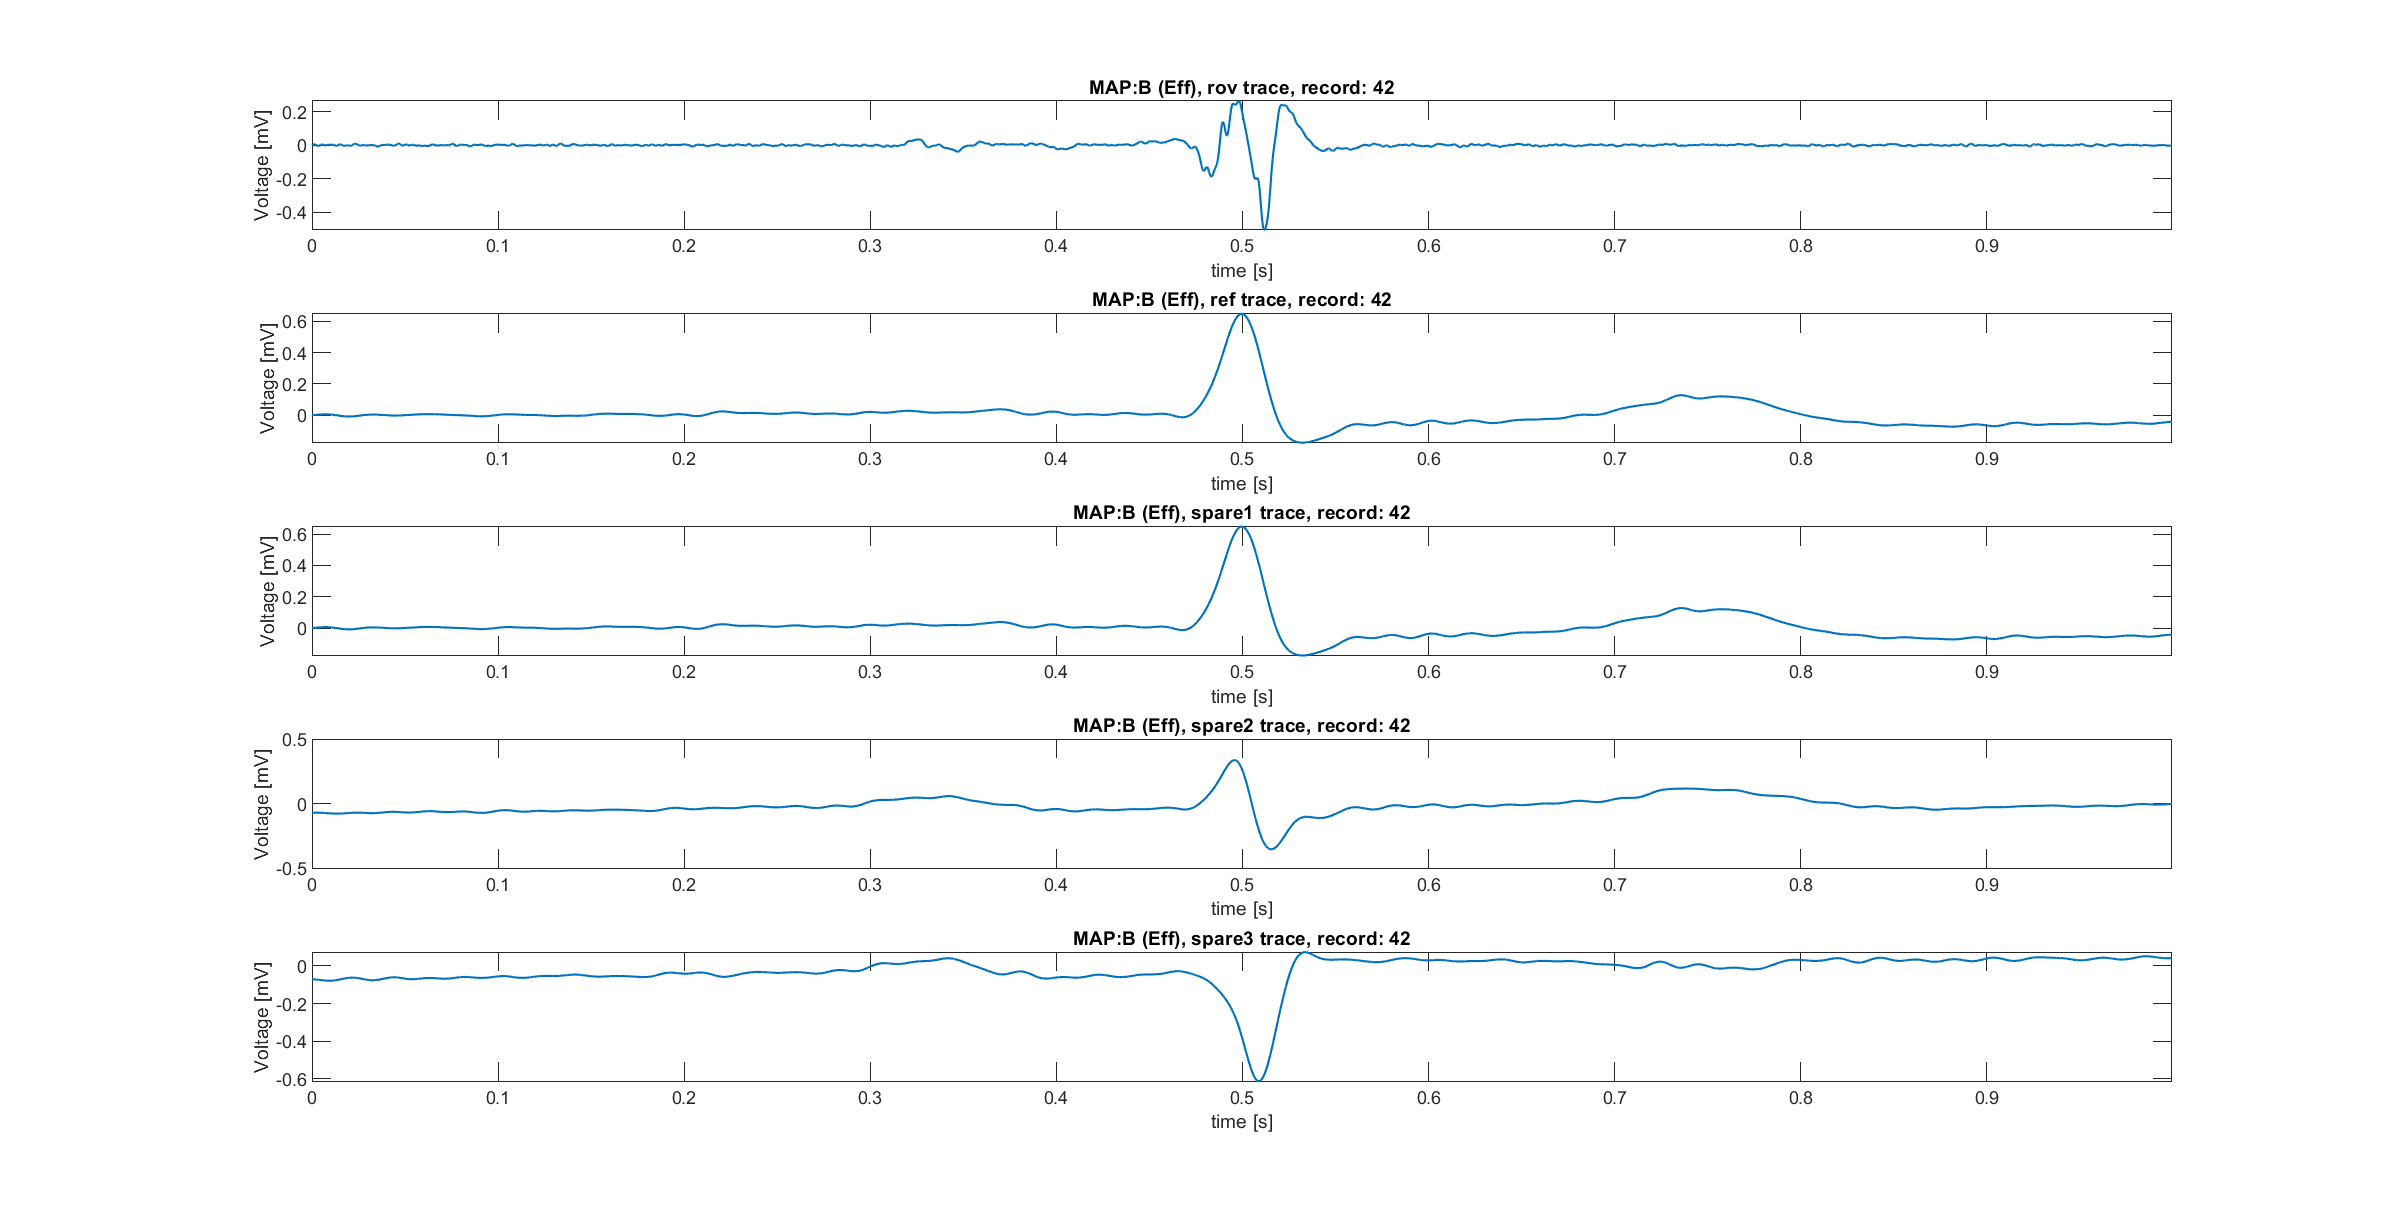 MAP:B (Eff), rov trace, record: 42
Voltage [mV]
0.2
0
-0.2
-0.4
0 0.1 0.2 0.3 0.4 0.5 0.6 0.7 0.8 0.9
time [s]
MAP:B (Eff), ref trace, record: 42
Voltage [mV]
0.6
0.4
0.2
0
0 0.1 0.2 0.3 0.4 0.5 0.6 0.7 0.8 0.9
time [s]
MAP:B (Eff), spare1 trace, record: 42
Voltage [mV]
0.6
0.4
0.2
0
0 0.1 0.2 0.3 0.4 0.5 0.6 0.7 0.8 0.9
time [s]
MAP:B (Eff), spare2 trace, record: 42
Voltage [mV]
0.5
0
-0.5
0 0.1 0.2 0.3 0.4 0.5 0.6 0.7 0.8 0.9
time [s]
MAP:B (Eff), spare3 trace, record: 42
Voltage [mV]
0
-0.2
-0.4
-0.6
0 0.1 0.2 0.3 0.4 0.5 0.6 0.7 0.8 0.9
time [s]